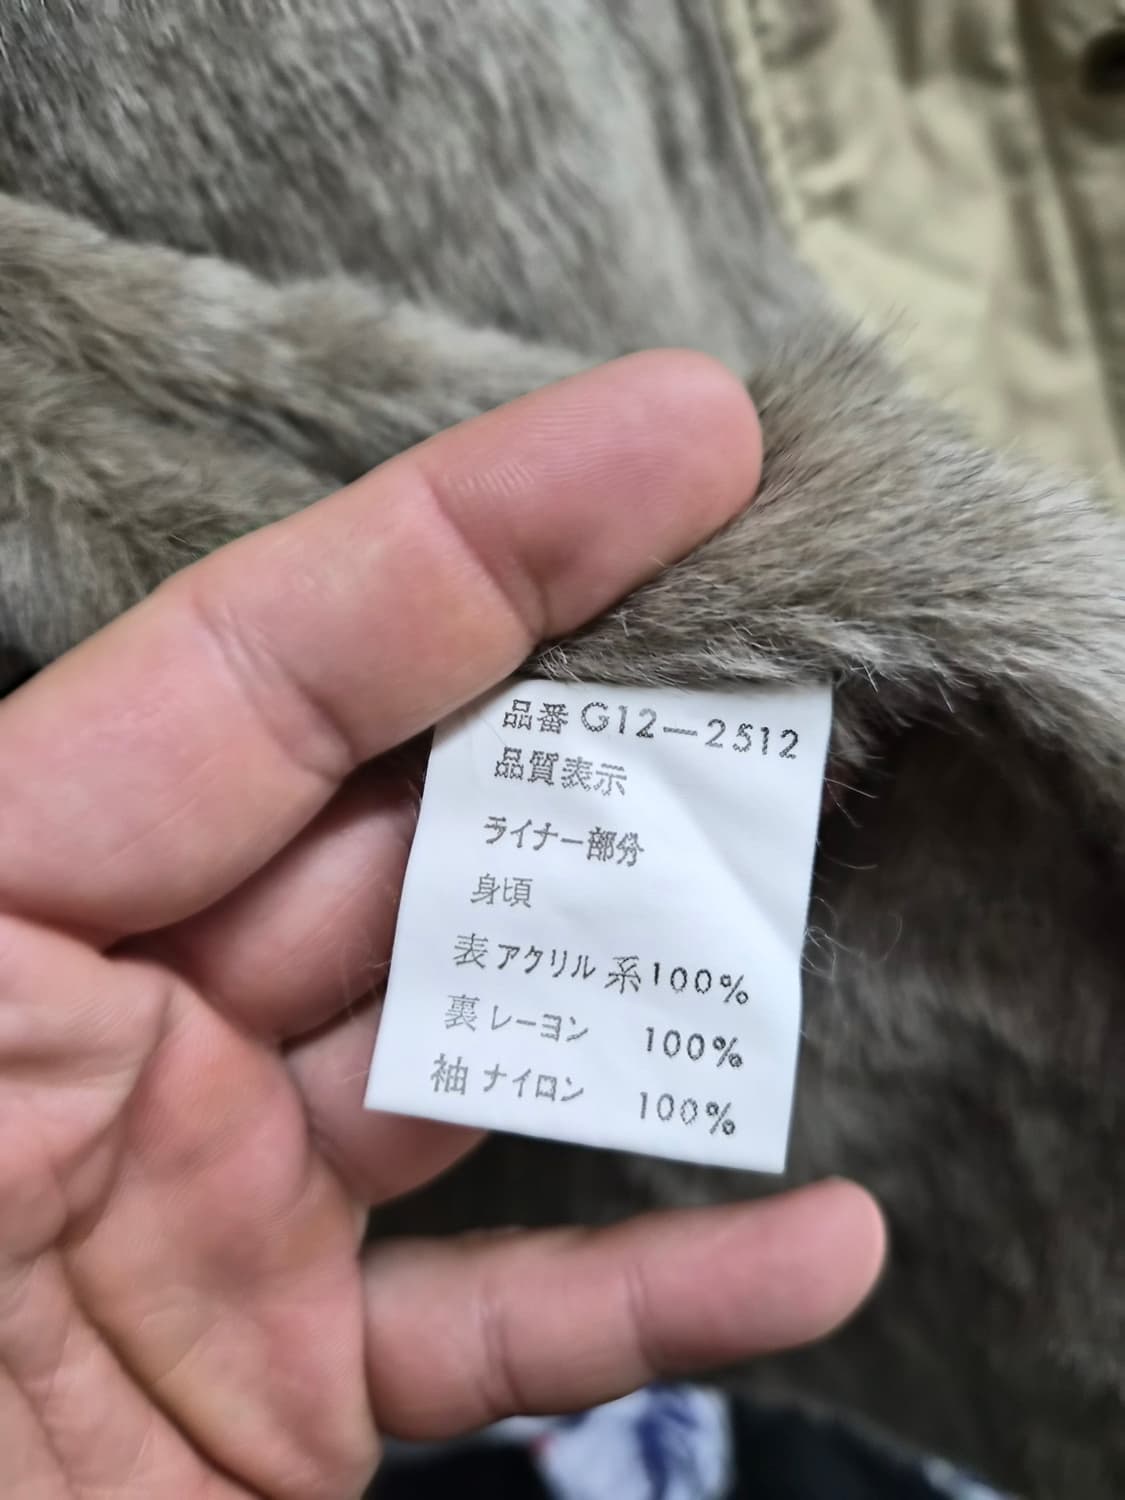 品番 G12—2512
品質表示
ライナー部分
身頃
表 アクリル系100%
裏 レーヨン 100%
袖 ナイロン 100%